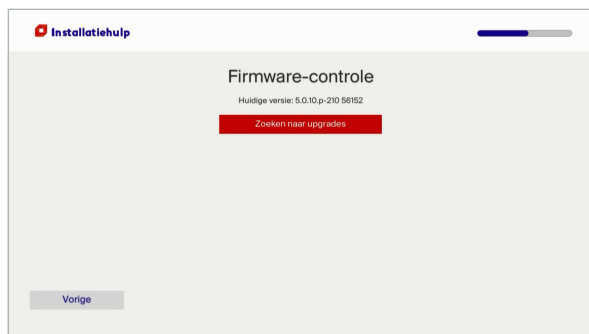 Installatiehulp
Firmware-controle
Huidige versie: 5.0.10.p-210 56152
Zoeken naar upgrades
Vorige